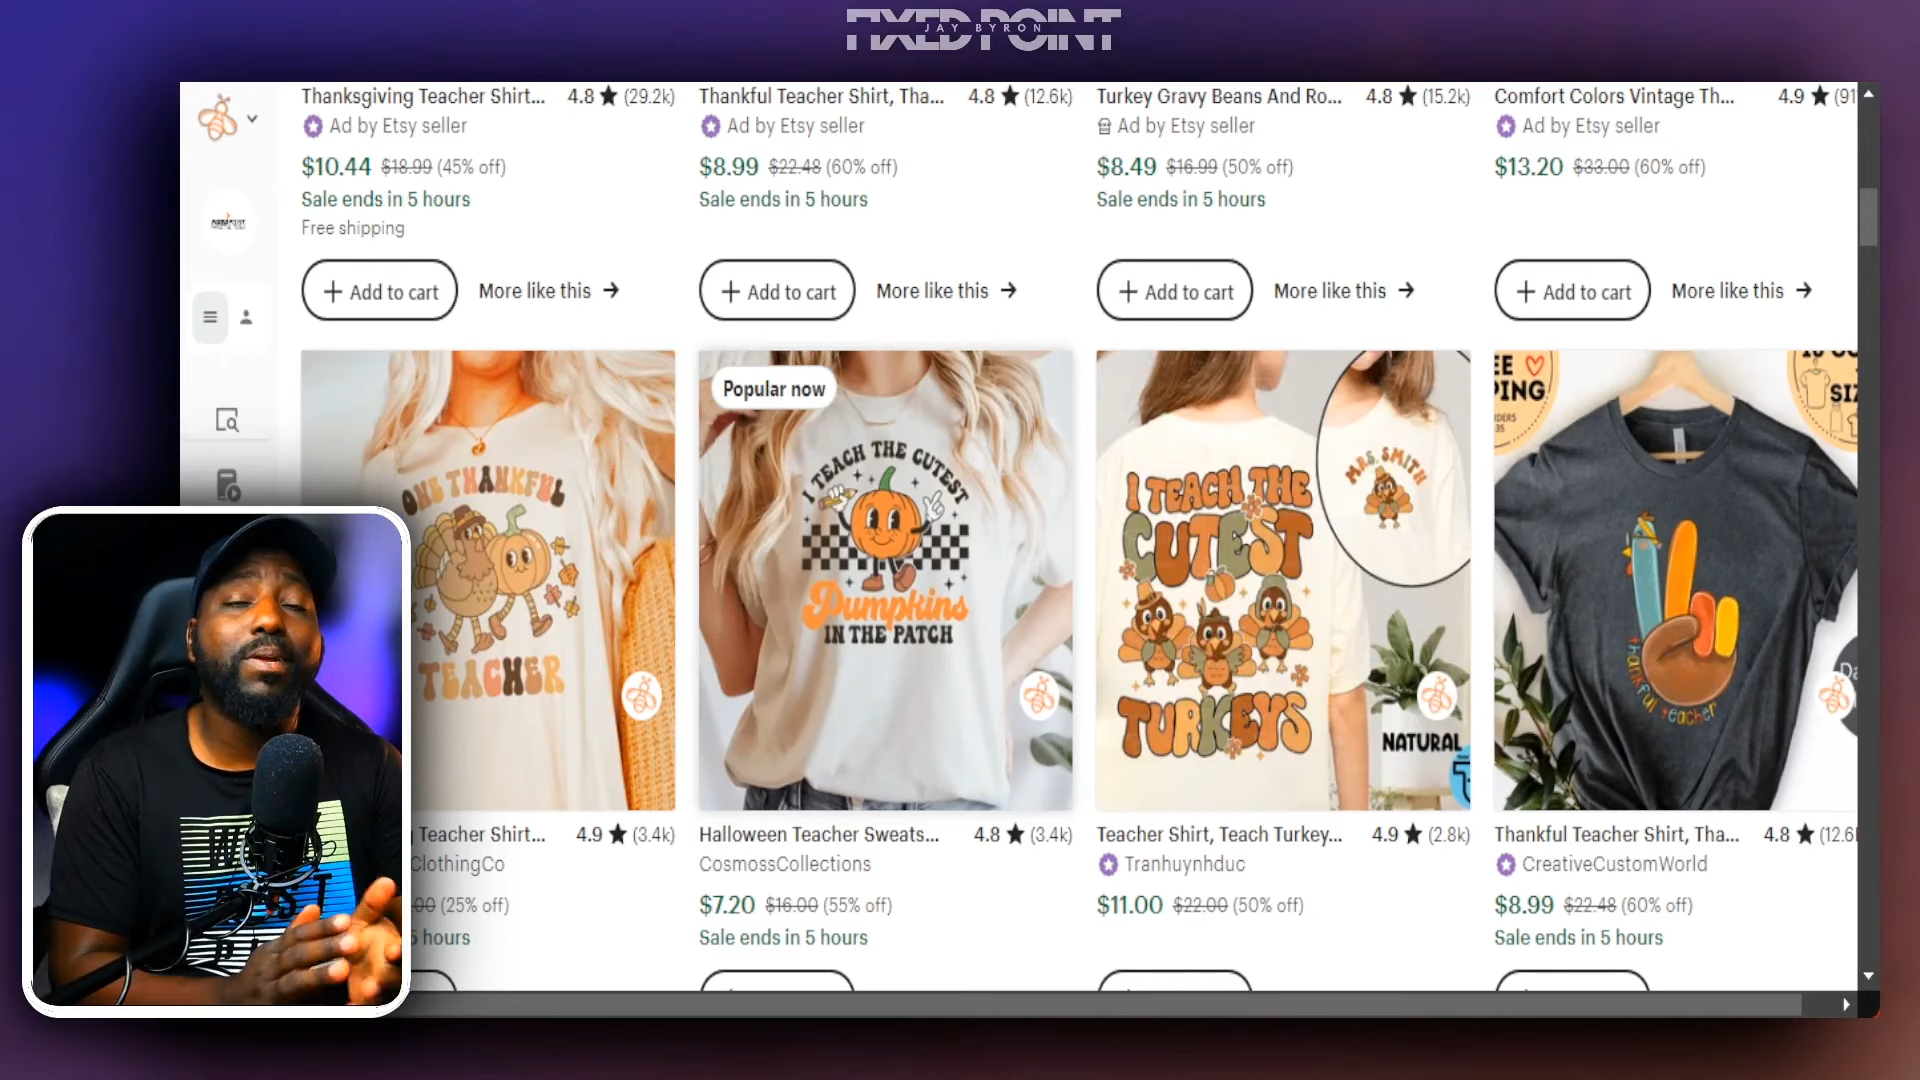 FIXED POINT
JAY BYRON
Thanksgiving Teacher Shirt... 4.8 ★ (29.2k)
Ad by Etsy seller
$10.44 $18.99 (45% off)
Sale ends in 5 hours
Free shipping
+ Add to cart More like this →
Thankful Teacher Shirt, Tha... 4.8 ★ (12.6k)
Ad by Etsy seller
$8.99 $22.48 (60% off)
Sale ends in 5 hours
+ Add to cart More like this →
Turkey Gravy Beans And Ro... 4.8 ★ (15.2k)
Ad by Etsy seller
$8.49 $16.99 (50% off)
Sale ends in 5 hours
+ Add to cart More like this →
Comfort Colors Vintage Th... 4.9 ★ (91
Ad by Etsy seller
$13.20 $33.00 (60% off)
+ Add to cart More like this →
ONE THANKFUL
TEACHER
Teacher Shirt... 4.9 ★ (3.4k)
ClothingCo
.00 (25% off)
5 hours
Popular now
I TEACH THE CUTEST
Pumpkins
IN THE PATCH
Halloween Teacher Sweats... 4.8 ★ (3.4k)
CosmossCollections
$7.20 $16.00 (55% off)
Sale ends in 5 hours
I TEACH THE
CUTEST
TURKEYS
MRS. SMITH
NATURAL
Teacher Shirt, Teach Turkey... 4.9 ★ (2.8k)
Tranhuynhduc
$11.00 $22.00 (50% off)
thankful teacher
Thankful Teacher Shirt, Tha... 4.8 ★ (12.6
CreativeCustomWorld
$8.99 $22.48 (60% off)
Sale ends in 5 hours